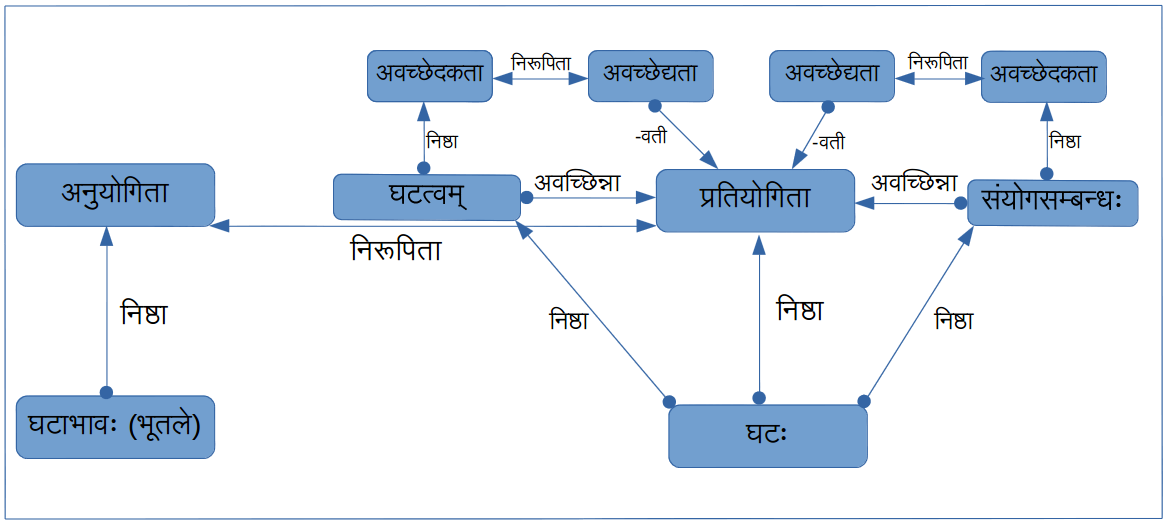 अवच्छेदकता
निरूपिता
अवच्छेद्यता
अवच्छेद्यता
निरूपिता
अवच्छेदकता
निष्ठा
-वती
-वती
निष्ठा
अनुयोगिता
घटत्वम्
अवच्छिन्ना
प्रतियोगिता
अवच्छिन्ना
संयोगसम्बन्धः
निरूपिता
निष्ठा
निष्ठा
निष्ठा
निष्ठा
घटाभावः (भूतले)
घटः